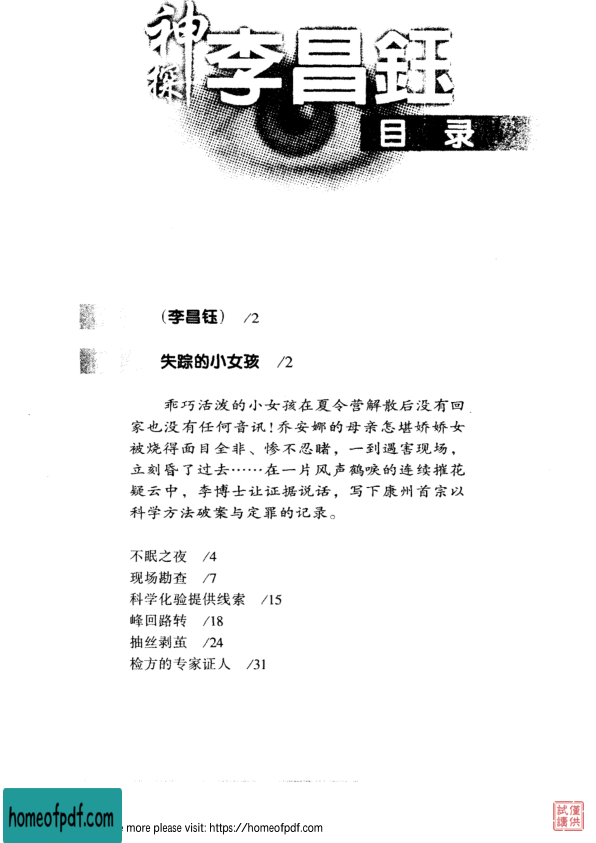 神探
李昌鈺
目录
(李昌钰) /2
失踪的小女孩 /2
乖巧活泼的小女孩在夏令营解散后没有回
家也没有任何音讯!乔安娜的母亲怎堪娇娇女
被烧得面目全非、惨不忍睹,一到遇害现场,
立刻昏了过去……在一片风声鹤唳的连续摧花
疑云中,李博士让证据说话,写下康州首宗以
科学方法破案与定罪的记录。
不眠之夜 /4
现场勘查 /7
科学化验提供线索 /15
峰回路转 /18
抽丝剥茧 /24
检方的专家证人 /31
homeofpdf.com
e more please visit: https://homeofpdf.com
僅供
試讀